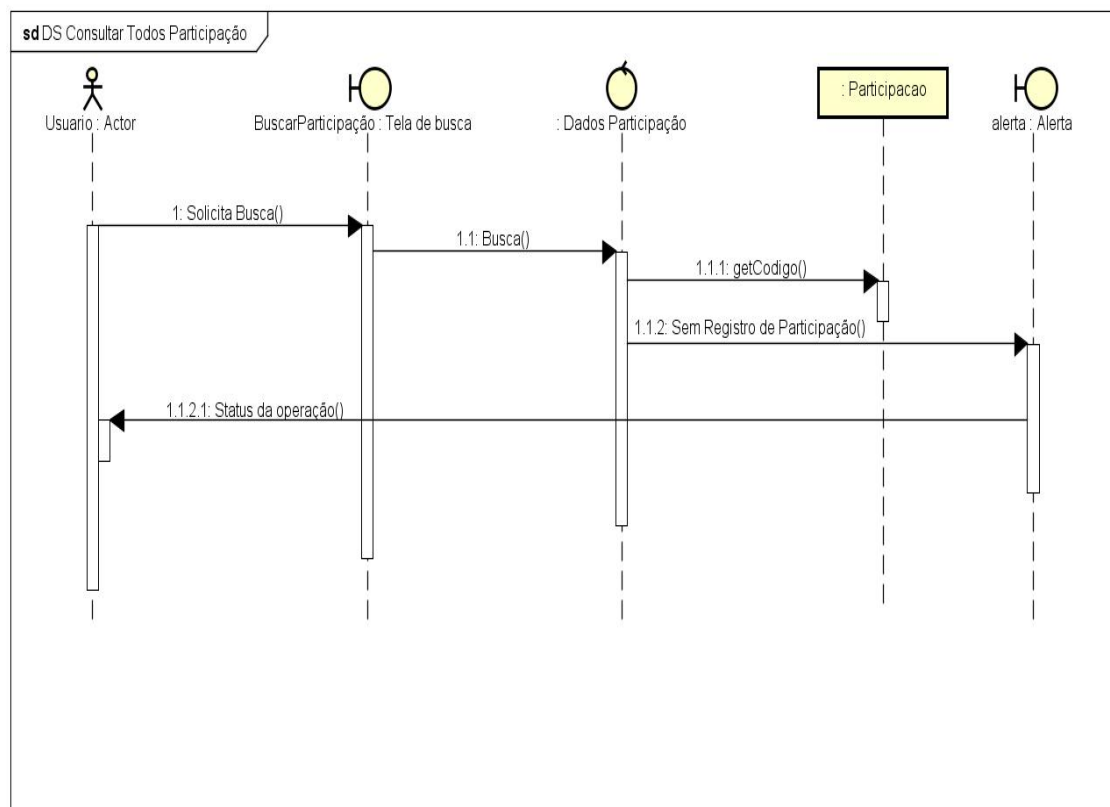 sd DS Consultar Todos Participação
Usuario : Actor
BuscarParticipação : Tela de busca
: Dados Participação
: Participacao
alerta : Alerta
1: Solicita Busca()
1.1: Busca()
1.1.1: getCodigo()
1.1.2: Sem Registro de Participação()
1.1.2.1: Status da operação()